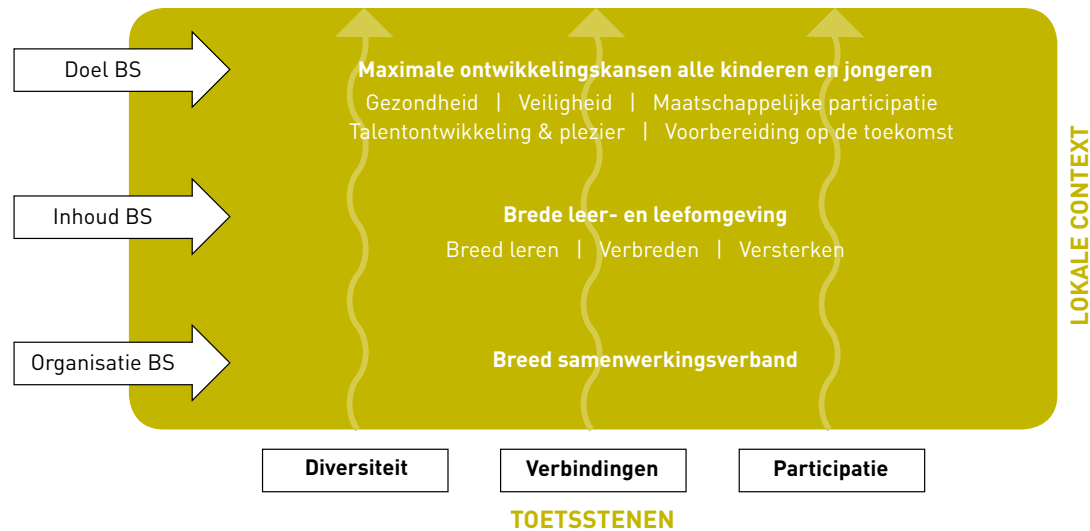 Doel BS
Maximale ontwikkelingskansen alle kinderen en jongeren
Gezondheid | Veiligheid | Maatschappelijke participatie
Talentontwikkeling & plezier | Voorbereiding op de toekomst
Inhoud BS
Brede leer- en leefomgeving
Breed leren | Verbreden | Versterken
Organisatie BS
Breed samenwerkingsverband
LOKALE CONTEXT
Diversiteit
Verbindingen
Participatie
TOETSSTENEN